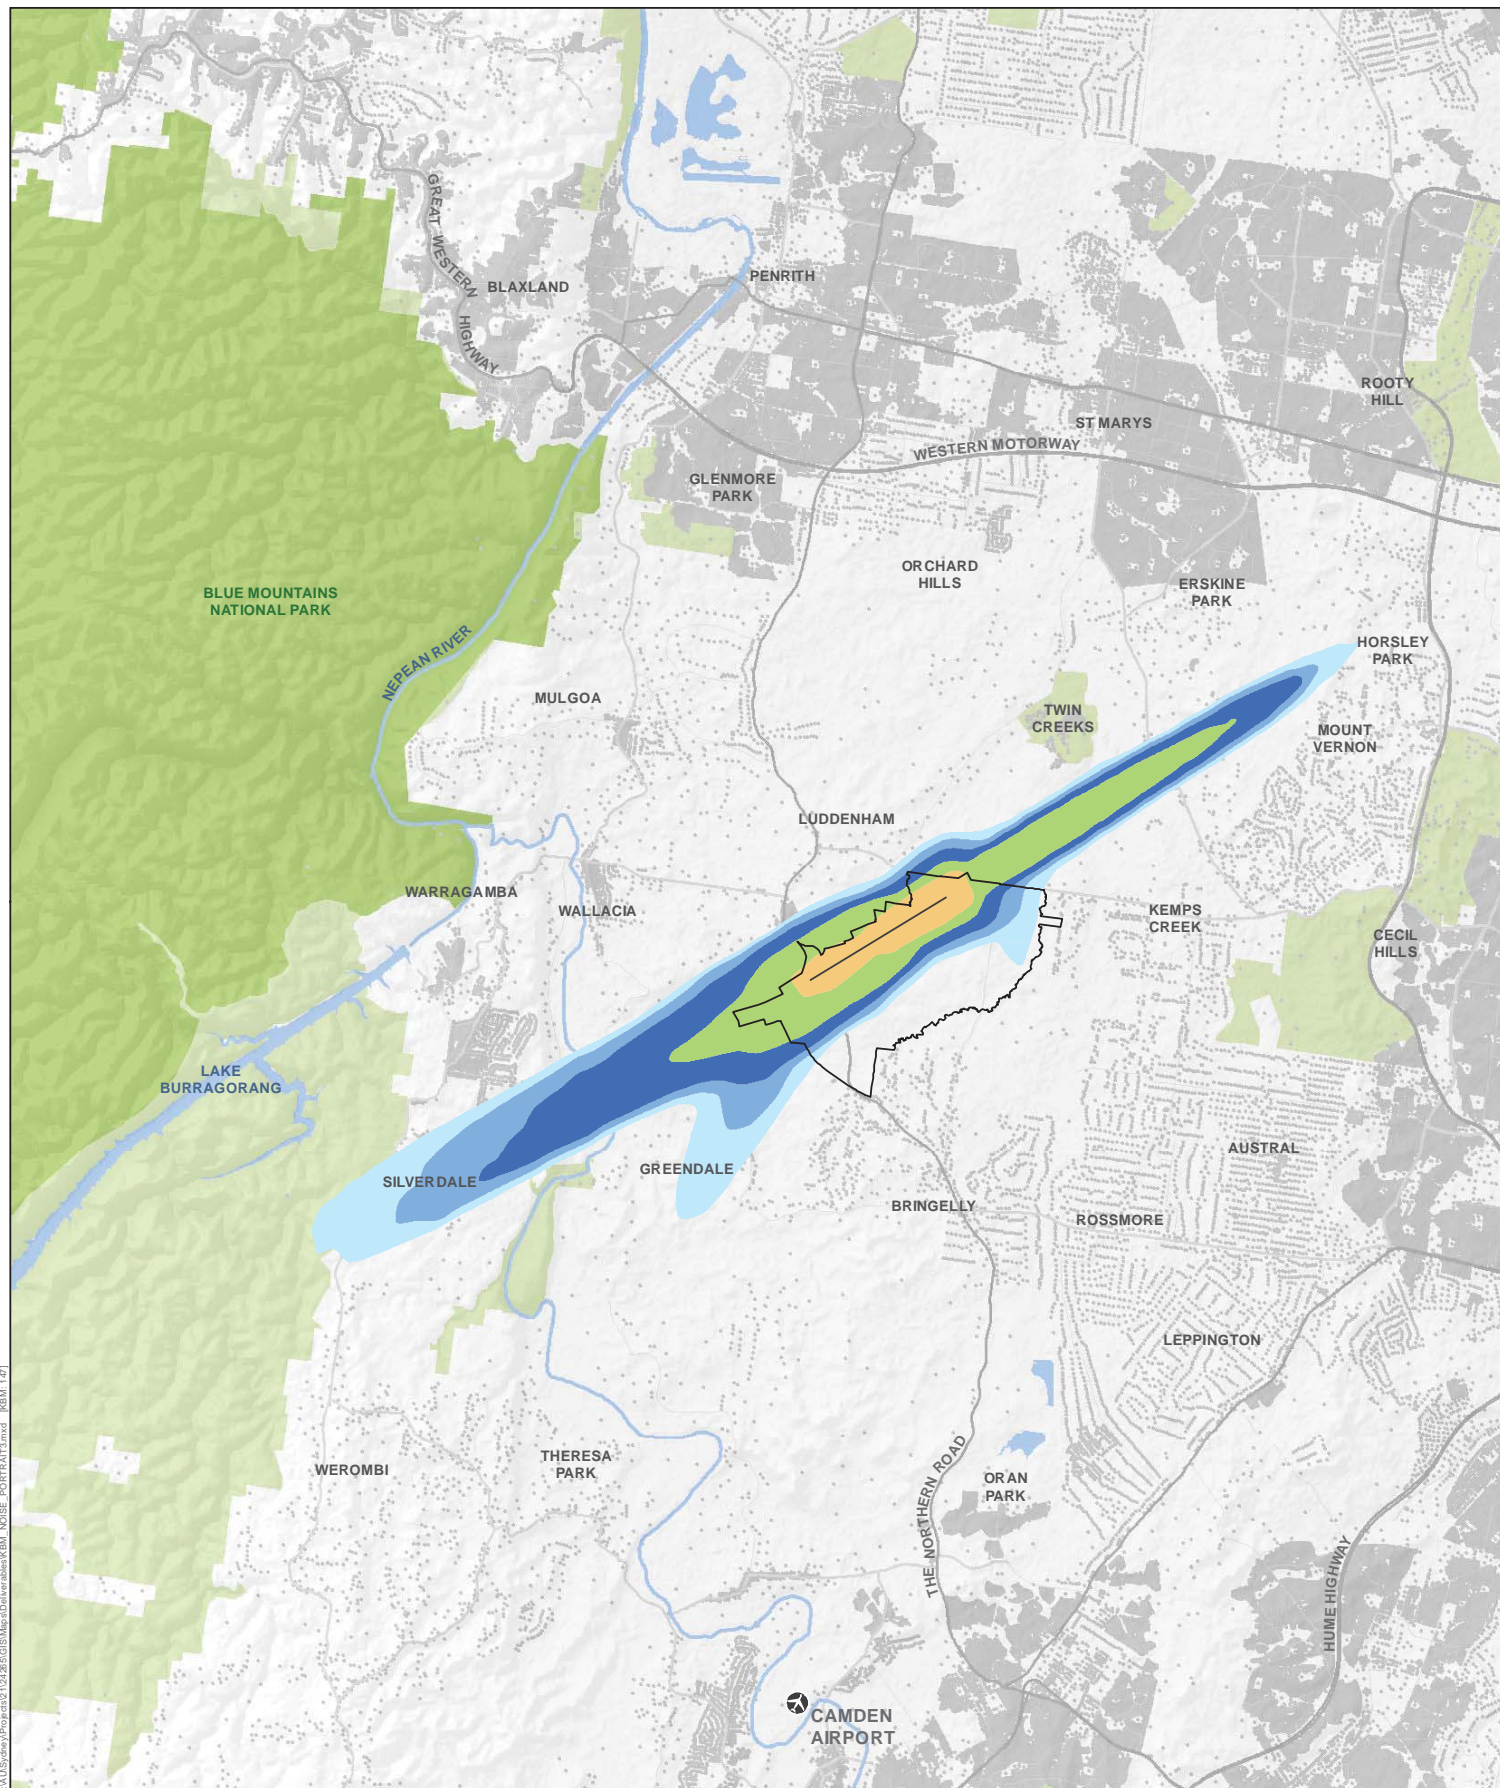 GREAT WESTERN
HIGHWAY
BLAXLAND
PENRITH
ROOTY
HILL
ST MARYS
WESTERN MOTORWAY
GLENMORE
PARK
ORCHARD
HILLS
ERSKINE
PARK
BLUE MOUNTAINS
NATIONAL PARK
NEPEAN RIVER
HORSLEY
PARK
MULGOA
TWIN
CREEKS
MOUNT
VERNON
LUDDENHAM
WARRAGAMBA
WALLACIA
KEMPS
CREEK
CECIL
HILLS
LAKE
BURRAGORANG
AUSTRAL
SILVERDALE
GREENDALE
BRINGELLY
ROSSMORE
LEPPINGTON
WEROMBI
THERESA
PARK
THE NORTHERN ROAD
ORAN
PARK
HUME HIGHWAY
CAMDEN
AIRPORT